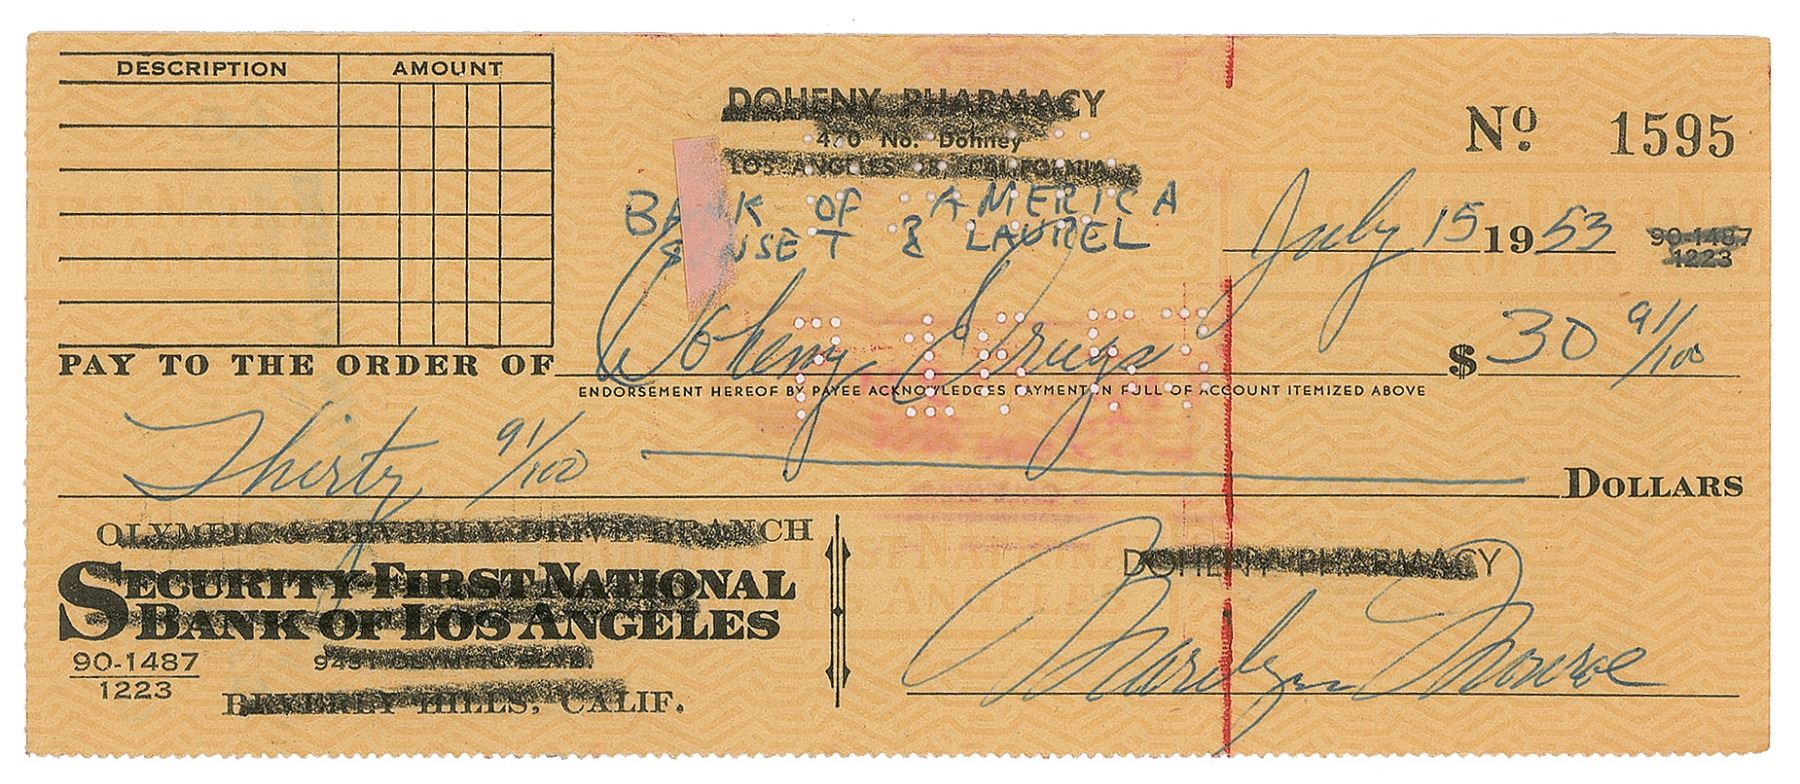 DESCRIPTION AMOUNT
DOHENY PHARMACY
No. Dohney
LOS ANGELES CALIFORNIA
Nº 1595
BANK OF AMERICA
SUNSET & LAUREL
July 15 1953
90-1487
1223
PAY TO THE ORDER OF Doheny Drugs $ 30 91/100
ENDORSEMENT HEREOF BY PAYEE ACKNOWLEDGES PAYMENT IN FULL OF ACCOUNT ITEMIZED ABOVE
Thirty 91/100 DOLLARS
OLYMPIC & BEVERLY DRIVE BRANCH
SECURITY-FIRST NATIONAL
BANK OF LOS ANGELES
90-1487
1223
OLYMPIC BLVD.
BEVERLY HILLS, CALIF.
DOHENY PHARMACY
Marilyn Monroe